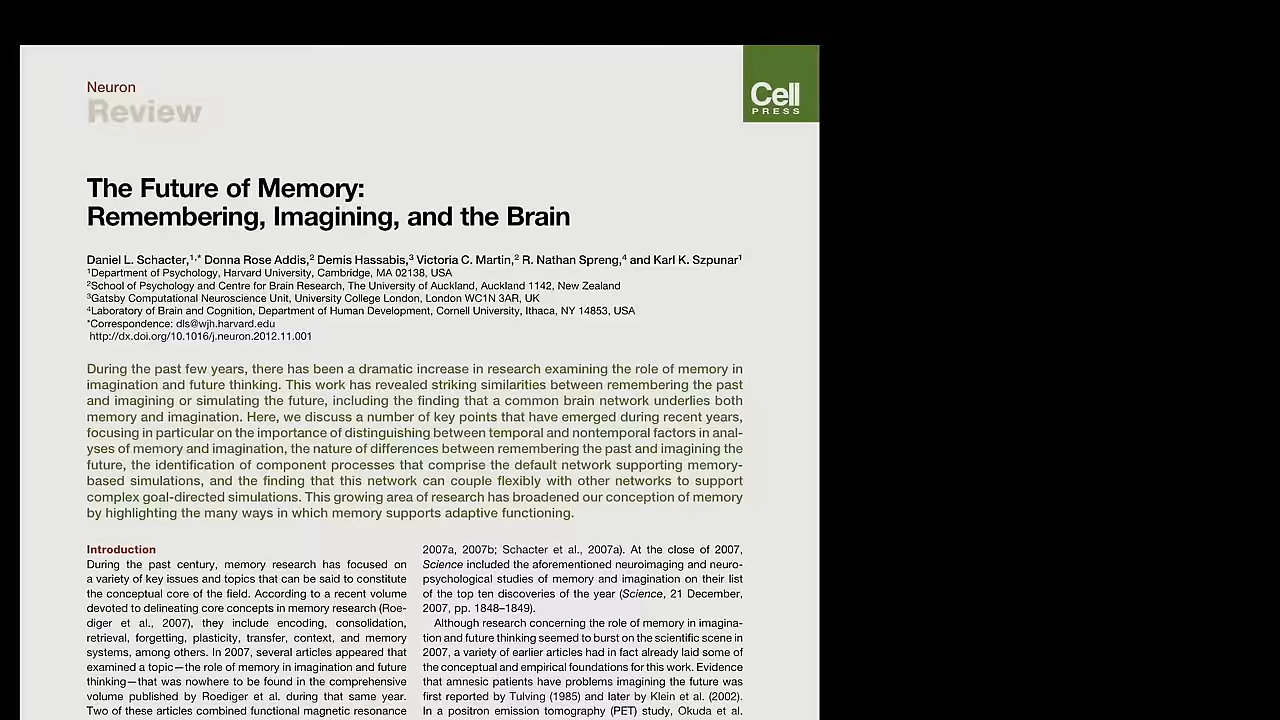 Neuron
Review
Cell
PRESS
The Future of Memory:
Remembering, Imagining, and the Brain
Daniel L. Schacter,1,* Donna Rose Addis,2 Demis Hassabis,3 Victoria C. Martin,2 R. Nathan Spreng,4 and Karl K. Szpunar1
1Department of Psychology, Harvard University, Cambridge, MA 02138, USA
2School of Psychology and Centre for Brain Research, The University of Auckland, Auckland 1142, New Zealand
3Gatsby Computational Neuroscience Unit, University College London, London WC1N 3AR, UK
4Laboratory of Brain and Cognition, Department of Human Development, Cornell University, Ithaca, NY 14853, USA
*Correspondence: dls@wjh.harvard.edu
http://dx.doi.org/10.1016/j.neuron.2012.11.001
During the past few years, there has been a dramatic increase in research examining the role of memory in
imagination and future thinking. This work has revealed striking similarities between remembering the past
and imagining or simulating the future, including the finding that a common brain network underlies both
memory and imagination. Here, we discuss a number of key points that have emerged during recent years,
focusing in particular on the importance of distinguishing between temporal and nontemporal factors in anal-
yses of memory and imagination, the nature of differences between remembering the past and imagining the
future, the identification of component processes that comprise the default network supporting memory-
based simulations, and the finding that this network can couple flexibly with other networks to support
complex goal-directed simulations. This growing area of research has broadened our conception of memory
by highlighting the many ways in which memory supports adaptive functioning.
Introduction
During the past century, memory research has focused on
a variety of key issues and topics that can be said to constitute
the conceptual core of the field. According to a recent volume
devoted to delineating core concepts in memory research (Roe-
diger et al., 2007), they include encoding, consolidation,
retrieval, forgetting, plasticity, transfer, context, and memory
systems, among others. In 2007, several articles appeared that
examined a topic—the role of memory in imagination and future
thinking—that was nowhere to be found in the comprehensive
volume published by Roediger et al. during that same year.
Two of these articles combined functional magnetic resonance
2007a, 2007b; Schacter et al., 2007a). At the close of 2007,
Science included the aforementioned neuroimaging and neuro-
psychological studies of memory and imagination on their list
of the top ten discoveries of the year (Science, 21 December,
2007, pp. 1848–1849).
Although research concerning the role of memory in imagina-
tion and future thinking seemed to burst on the scientific scene in
2007, a variety of earlier articles had in fact already laid some of
the conceptual and empirical foundations for this work. Evidence
that amnesic patients have problems imagining the future was
first reported by Tulving (1985) and later by Klein et al. (2002).
In a positron emission tomography (PET) study, Okuda et al.